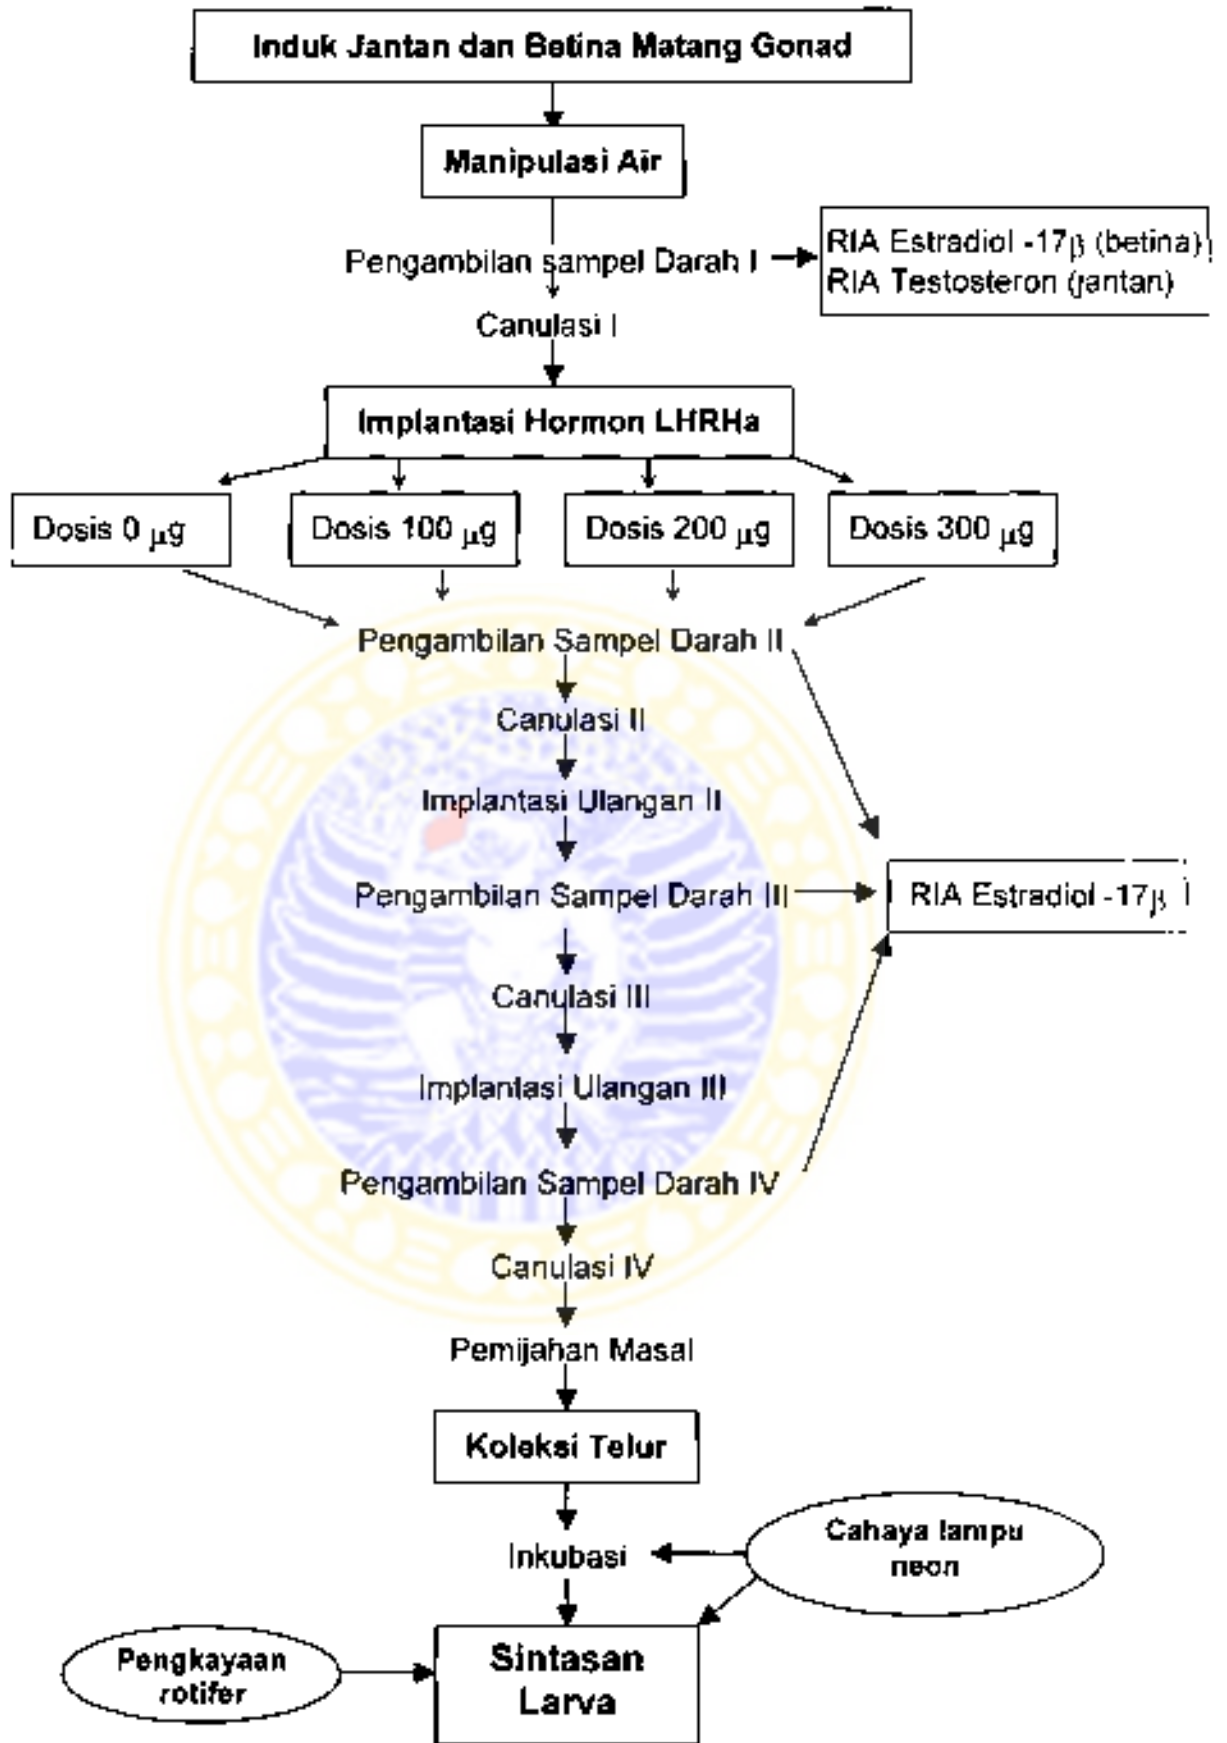 Induk Jantan dan Betina Matang Gonad
Manipulasi Air
Pengambilan sampel Darah I
RIA Estradiol -17β (betina)
RIA Testosteron (jantan)
Canulasi I
Implantasi Hormon LHRHa
Dosis 0 μg
Dosis 100 μg
Dosis 200 μg
Dosis 300 μg
Pengambilan Sampel Darah II
Canulasi II
Implantasi Ulangan II
Pengambilan Sampel Darah III
RIA Estradiol -17β
Canulasi III
Implantasi Ulangan III
Pengambilan Sampel Darah IV
Canulasi IV
Pemijahan Masal
Koleksi Telur
Inkubasi
Cahaya lampu
neon
Pengkayaan
rotifer
Sintasan
Larva